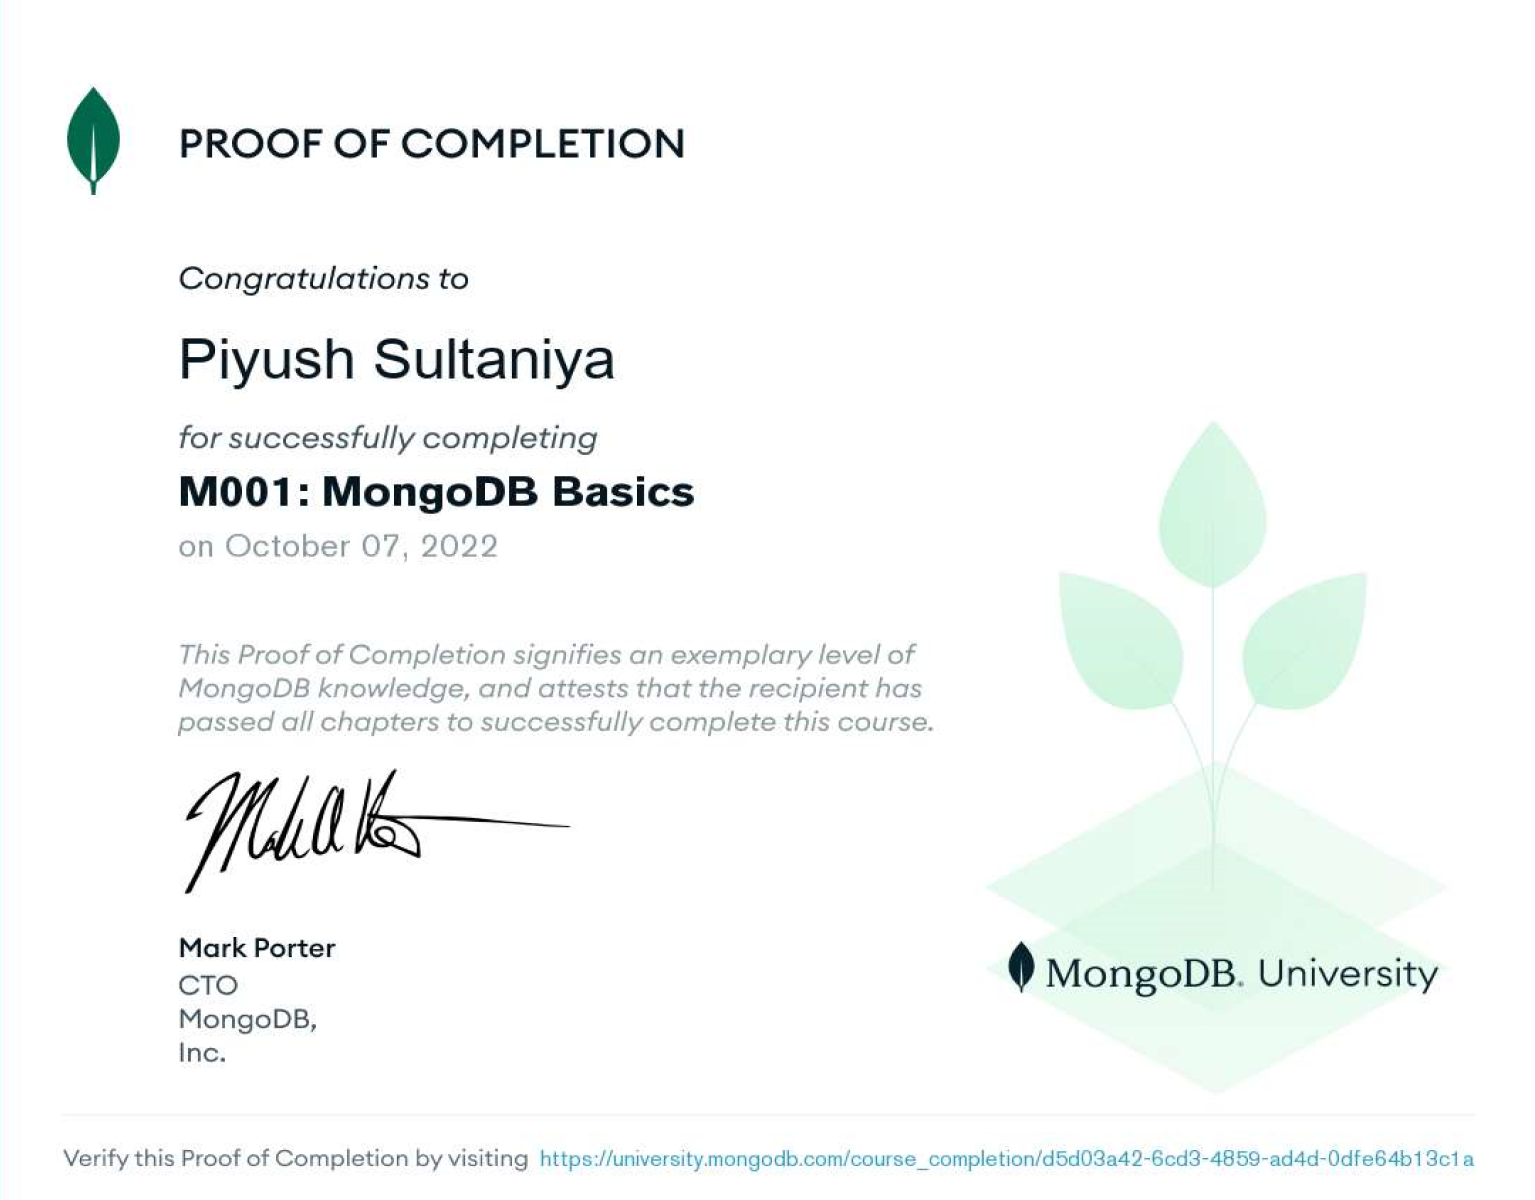 PROOF OF COMPLETION
Congratulations to
Piyush Sultaniya
for successfully completing
M001: MongoDB Basics
on October 07, 2022
This Proof of Completion signifies an exemplary level of
MongoDB knowledge, and attests that the recipient has
passed all chapters to successfully complete this course.
Mark Porter
CTO
MongoDB,
Inc.
MongoDB. University
Verify this Proof of Completion by visiting https://university.mongodb.com/course_completion/d5d03a42-6cd3-4859-ad4d-0dfe64b13c1a